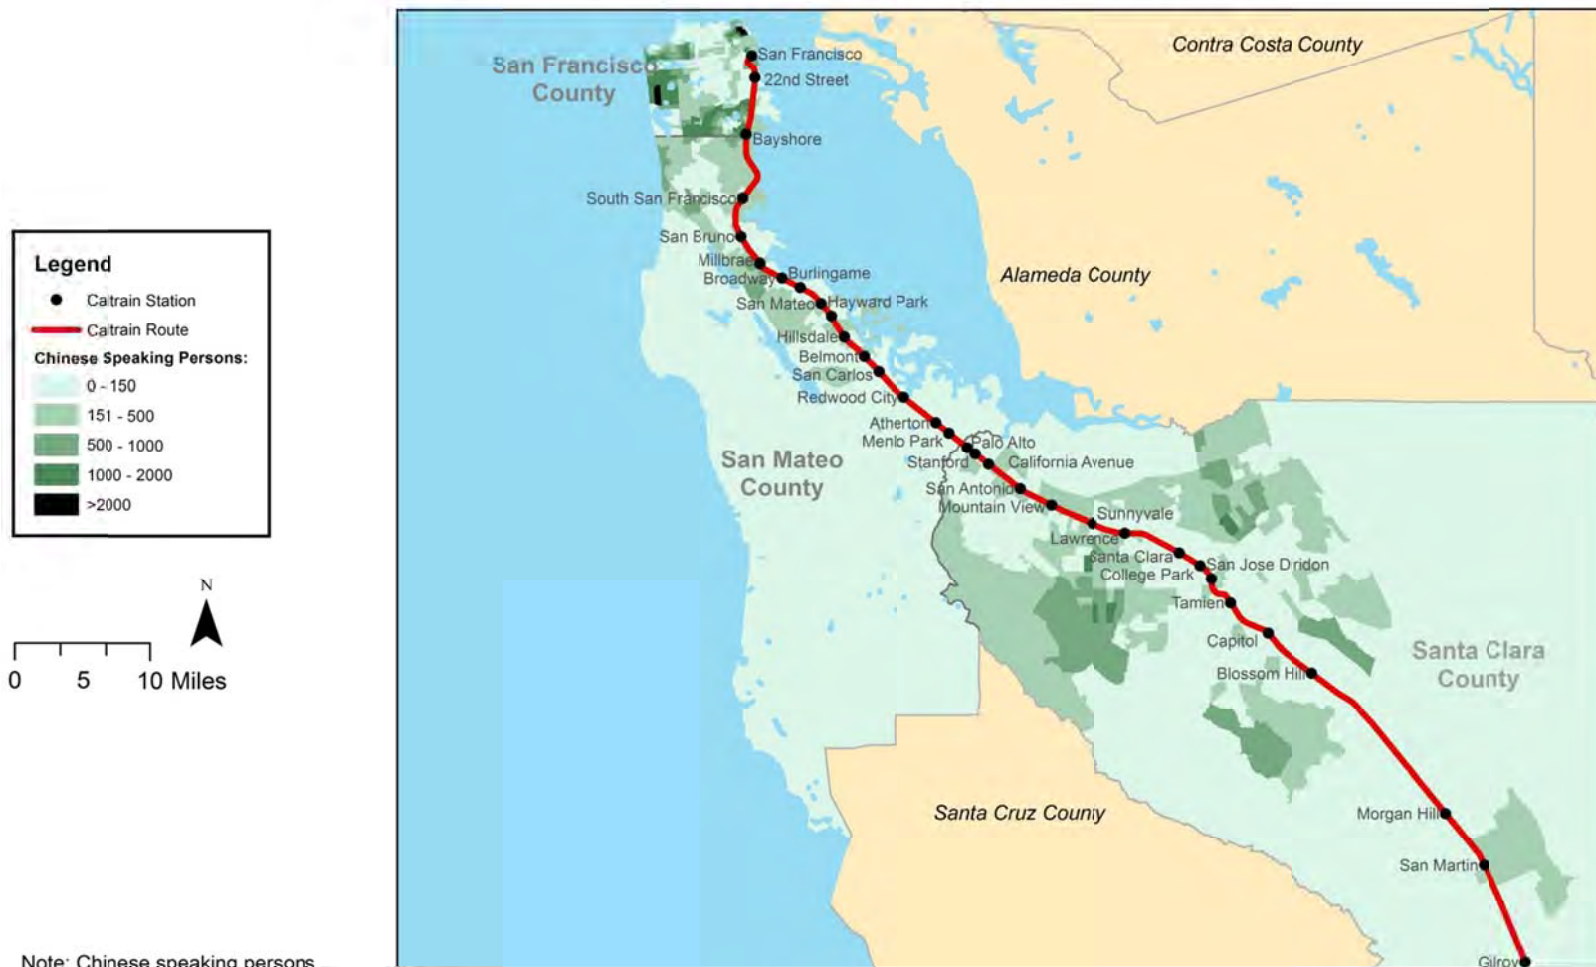 Contra Costa County
San Francisco
San Francisco
County
22nd Street
Bayshore
South San Francisco
San Bruno
Millbrae
Broadway
Burlingame
San Mateo
Hayward Park
Alameda County
Hillsdale
Belmont
San Carlos
Redwood City
Atherton
Menlo Park
Palo Alto
Stanford
California Avenue
San Mateo
County
San Antonio
Mountain View
Sunnyvale
Lawrence
Santa Clara
College Park
San Jose Dridon
Tamien
Capitol
Blossom Hill
Santa Clara
County
Santa Cruz County
Morgan Hill
San Martin
Gilroy
Legend
Caltrain Station
Caltrain Route
Chinese Speaking Persons:
0 - 150
151 - 500
500 - 1000
1000 - 2000
>2000
N
0 5 10 Miles
Note: Chinese speaking persons